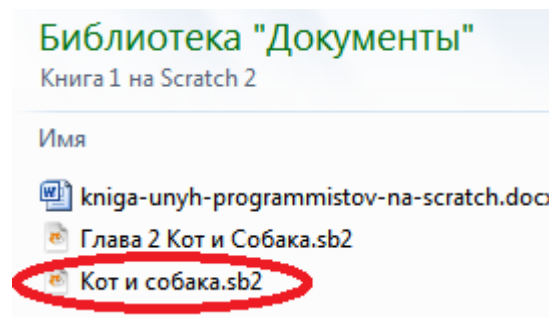 Библиотека "Документы"
Книга 1 на Scratch 2
Имя
kniga-unyh-programmistov-na-scratch.docx
Глава 2 Кот и Собака.sb2
Кот и собака.sb2